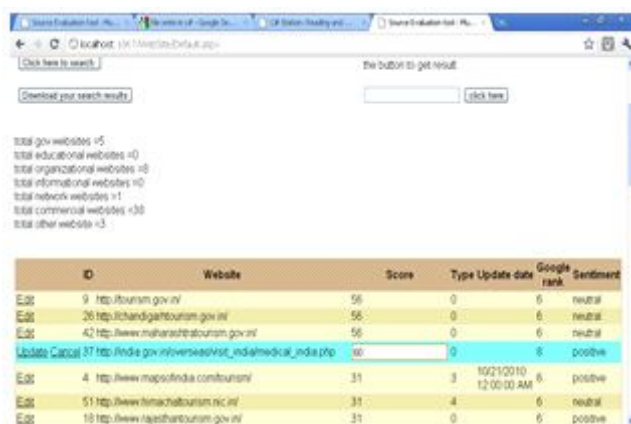 Source Evaluation tool - Mo...
Source Evaluation tool - Mo...
localhost
Click here to search
the button to get result
Download your search results
click here
total gov websites =5
total educational websites =0
total organizational websites =8
total informational websites =0
total network websites =1
total commercial websites =38
total other website =3
ID Website Score Type Update date Google rank Sentiment
Edit 9 http://tourism.gov.in/ 56 0 6 neutral
Edit 26 http://chandigarhtourism.gov.in/ 56 0 6 neutral
Edit 42 http://www.maharashtratourism.gov.in/ 56 0 6 neutral
Update Cancel 37 http://india.gov.in/overseas/visit_india/medical_india.php 60 0 8 positive
Edit 4 http://www.mapsofindia.com/tourism/ 31 3 10/21/2010 12:00:00 AM 6 positive
Edit 51 http://www.himachaltourism.nic.in/ 31 4 6 neutral
Edit 18 http://www.rajasthantourism.gov.in/ 31 0 6 positive